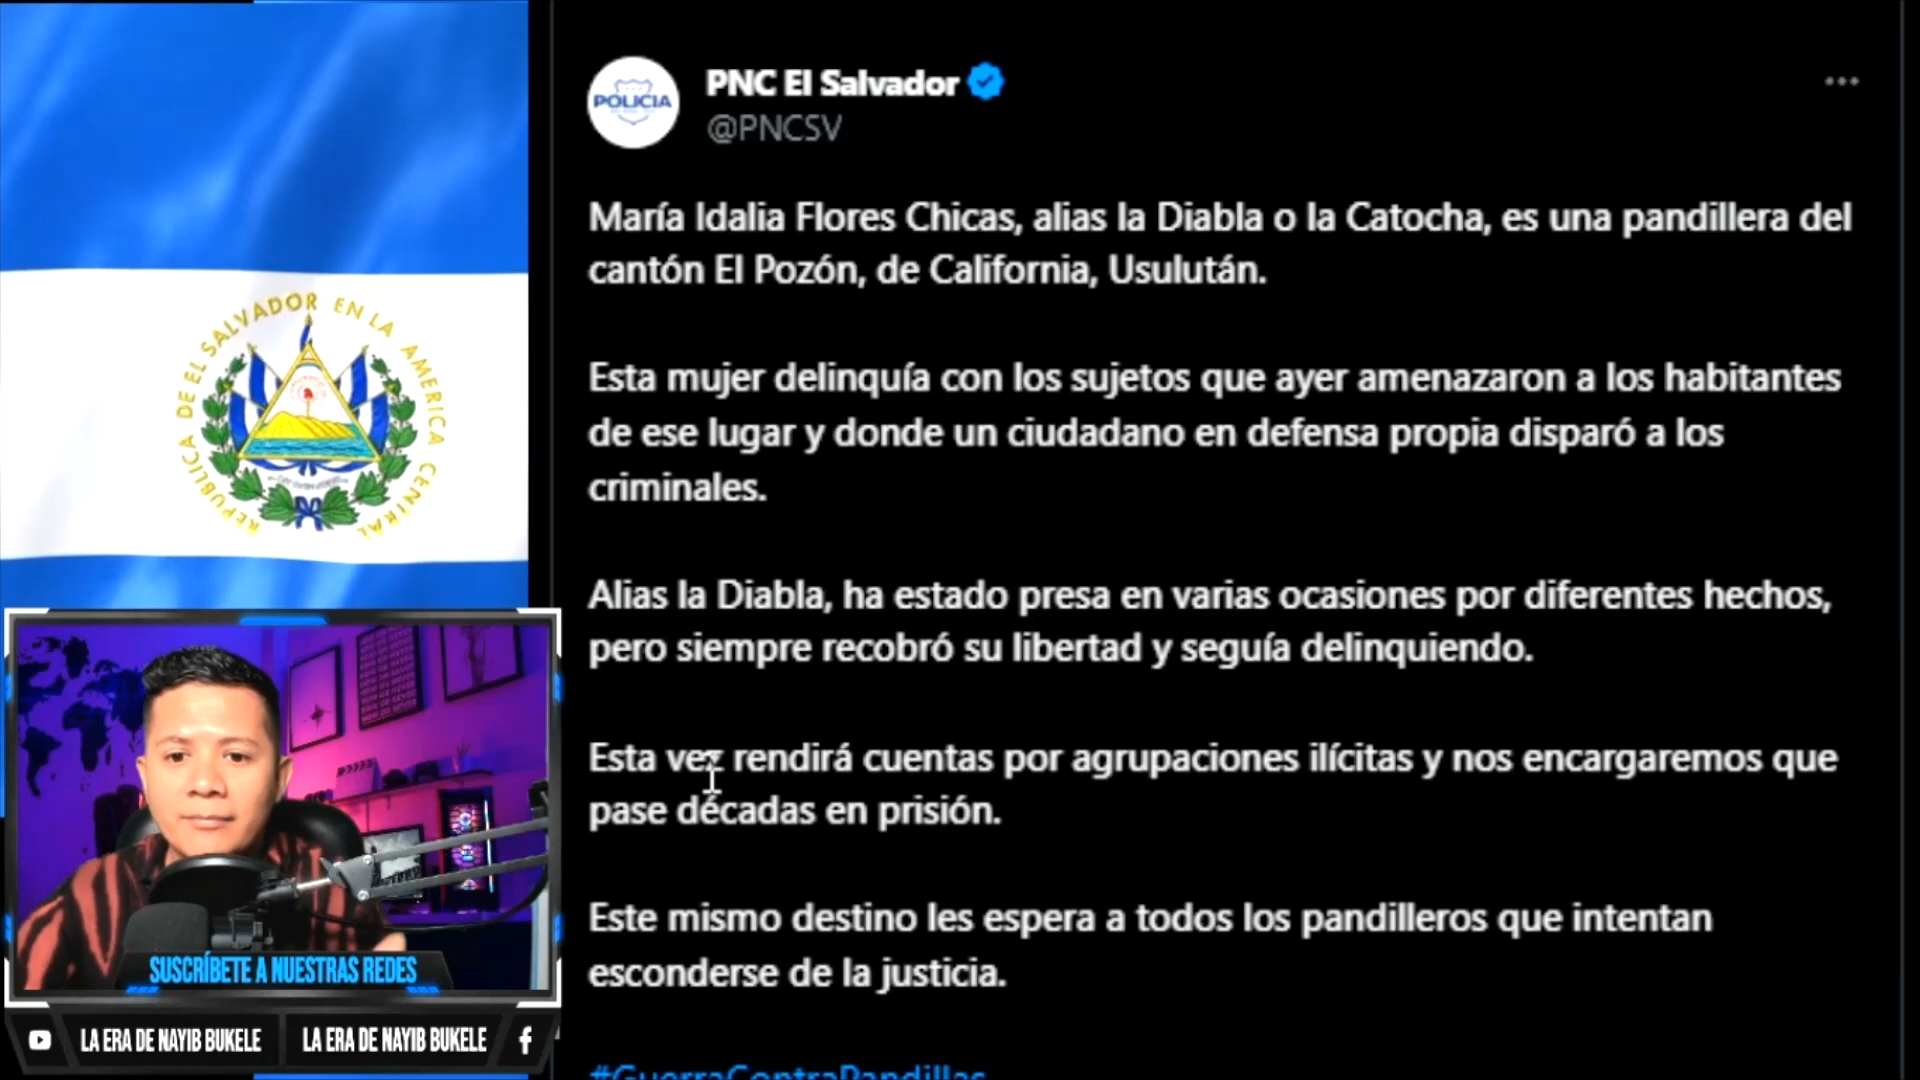 PNC El Salvador
@PNCSV
POLICIA
María Idalia Flores Chicas, alias la Diabla o la Catocha, es una pandillera del
cantón El Pozón, de California, Usulután.
Esta mujer delinquía con los sujetos que ayer amenazaron a los habitantes
de ese lugar y donde un ciudadano en defensa propia disparó a los
criminales.
Alias la Diabla, ha estado presa en varias ocasiones por diferentes hechos,
pero siempre recobró su libertad y seguía delinquiendo.
Esta vez rendirá cuentas por agrupaciones ilícitas y nos encargaremos que
pase décadas en prisión.
Este mismo destino les espera a todos los pandilleros que intentan
esconderse de la justicia.
#GuerraContraPandillas
REPUBLICA DE EL SALVADOR EN LA AMERICA CENTRAL
SUSCRÍBETE A NUESTRAS REDES
LA ERA DE NAYIB BUKELE
LA ERA DE NAYIB BUKELE